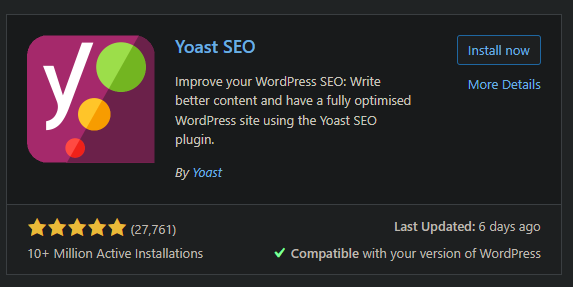 y
Yoast SEO
Install now
More Details
Improve your WordPress SEO: Write
better content and have a fully optimised
WordPress site using the Yoast SEO
plugin.
By Yoast
(27,761)
Last Updated: 6 days ago
10+ Million Active Installations
Compatible with your version of WordPress